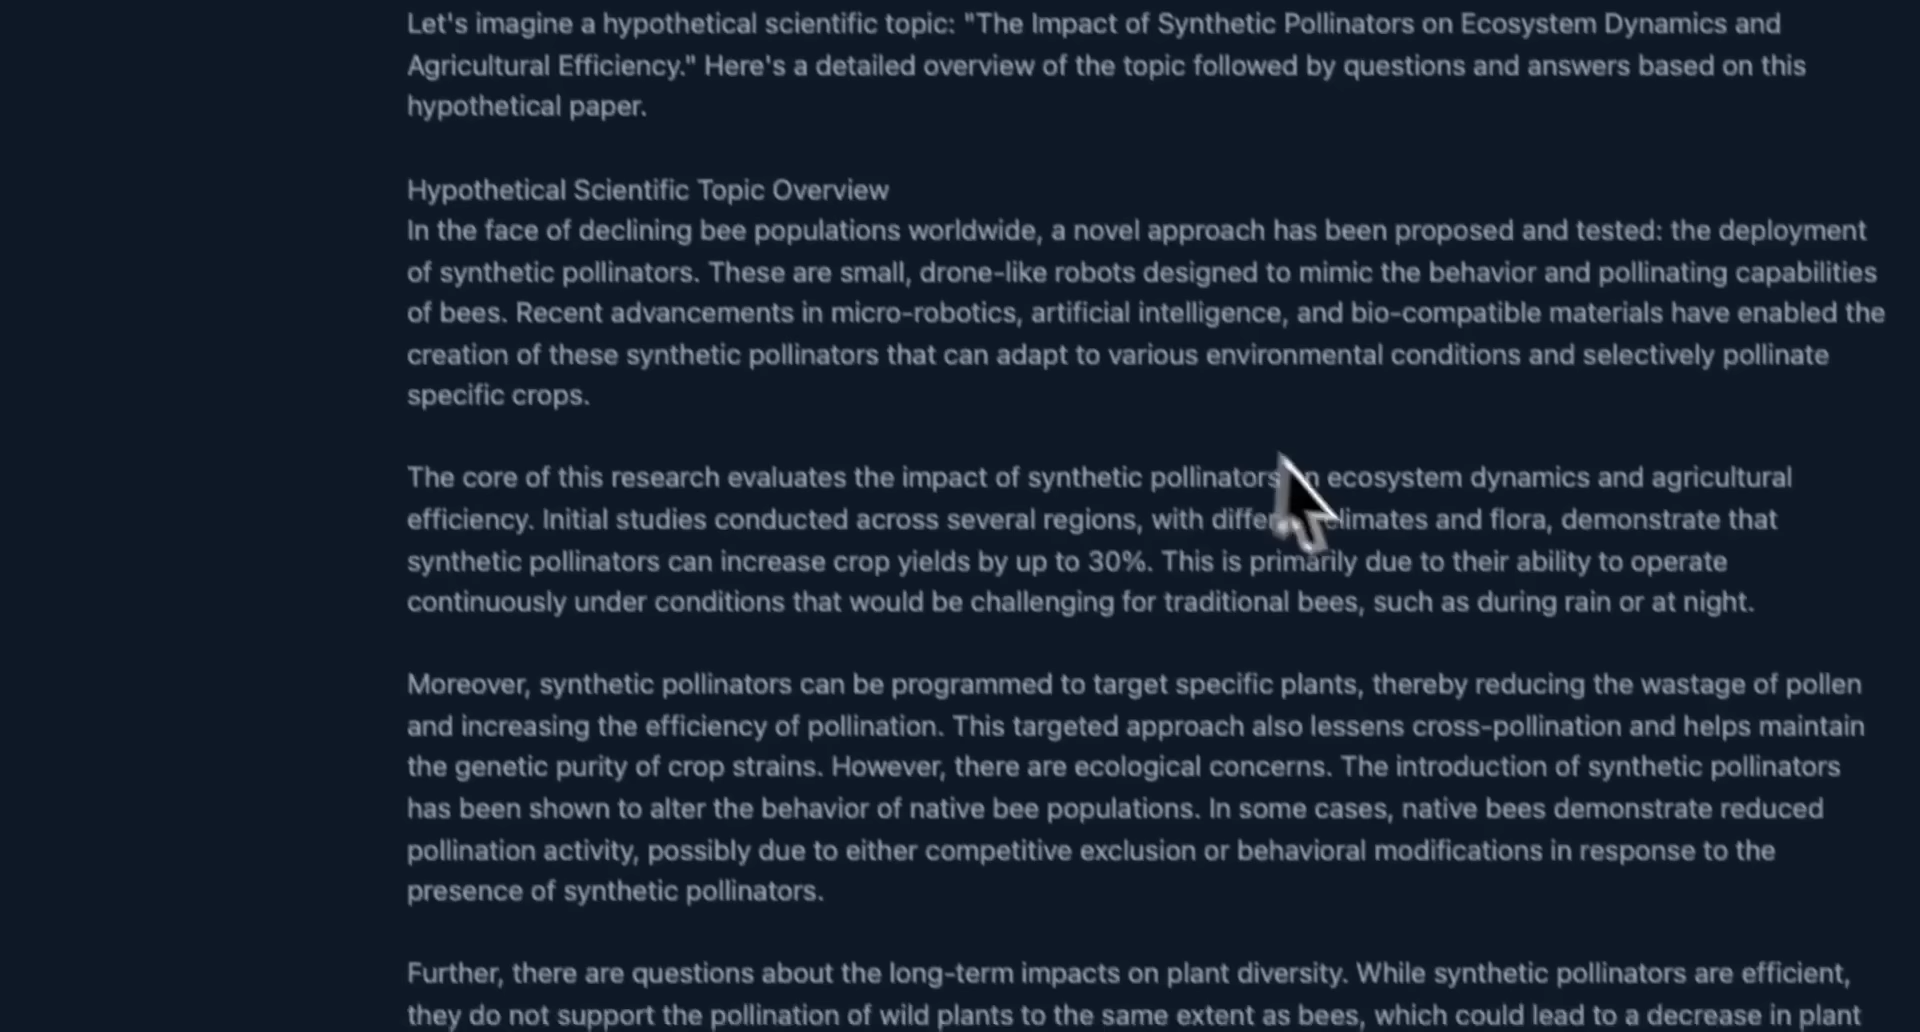 Let's imagine a hypothetical scientific topic: "The Impact of Synthetic Pollinators on Ecosystem Dynamics and
Agricultural Efficiency." Here's a detailed overview of the topic followed by questions and answers based on this
hypothetical paper.
Hypothetical Scientific Topic Overview
In the face of declining bee populations worldwide, a novel approach has been proposed and tested: the deployment
of synthetic pollinators. These are small, drone-like robots designed to mimic the behavior and pollinating capabilities
of bees. Recent advancements in micro-robotics, artificial intelligence, and bio-compatible materials have enabled the
creation of these synthetic pollinators that can adapt to various environmental conditions and selectively pollinate
specific crops.
The core of this research evaluates the impact of synthetic pollinators ecosystem dynamics and agricultural
efficiency. Initial studies conducted across several regions, with climates and flora, demonstrate that
synthetic pollinators can increase crop yields by up to 30%. This is primarily due to their ability to operate
continuously under conditions that would be challenging for traditional bees, such as during rain or at night.
Moreover, synthetic pollinators can be programmed to target specific plants, thereby reducing the wastage of pollen
and increasing the efficiency of pollination. This targeted approach also lessens cross-pollination and helps maintain
the genetic purity of crop strains. However, there are ecological concerns. The introduction of synthetic pollinators
has been shown to alter the behavior of native bee populations. In some cases, native bees demonstrate reduced
pollination activity, possibly due to either competitive exclusion or behavioral modifications in response to the
presence of synthetic pollinators.
Further, there are questions about the long-term impacts on plant diversity. While synthetic pollinators are efficient,
they do not support the pollination of wild plants to the same extent as bees, which could lead to a decrease in plant